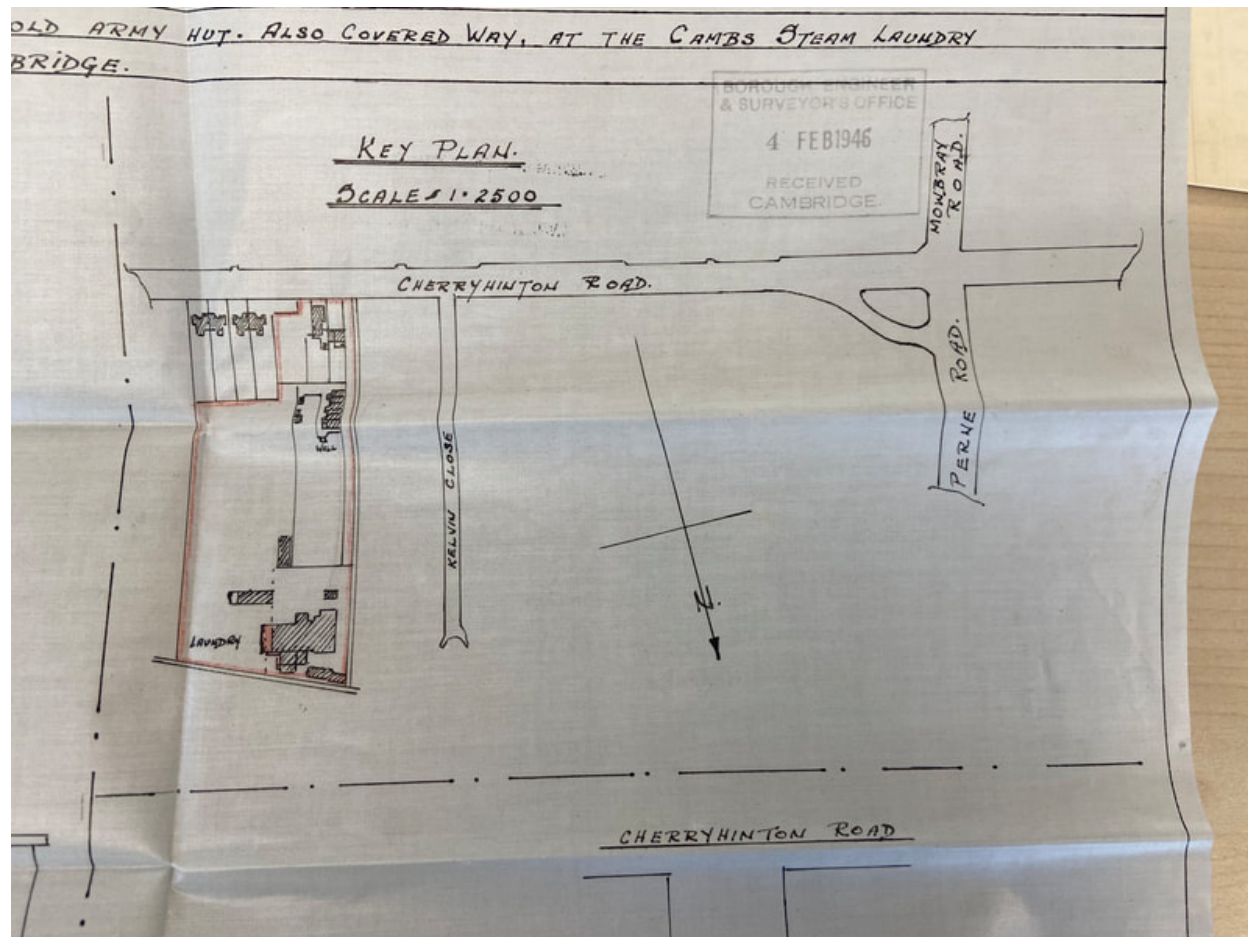 OLD ARMY HUT. ALSO COVERED WAY, AT THE CAMBS STEAM LAUNDRY
BRIDGE.
BOROUGH ENGINEER
& SURVEYOR'S OFFICE
4 FEB 1946
RECEIVED
CAMBRIDGE.
KEY PLAN.
SCALE 1·2500
MOWBRAY
ROAD.
CHERRYHINTON ROAD.
PERNE ROAD.
KELVIN CLOSE
LAUNDRY
CHERRYHINTON ROAD